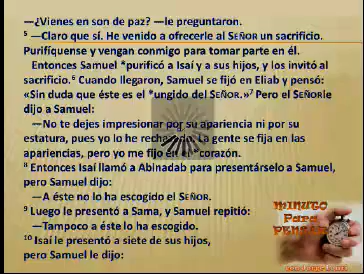 —¿Vienes en son de paz? —le preguntaron.
5 —Claro que sí. He venido a ofrecerle al SEÑOR un sacrificio.
Purifíquense y vengan conmigo para tomar parte en él.
Entonces Samuel *purificó a Isaí y a sus hijos, y los invitó al
sacrificio.6 Cuando llegaron, Samuel se fijó en Eliab y pensó:
«Sin duda que éste es el *ungido del SEÑOR.»7 Pero el SEÑORle
dijo a Samuel:
—No te dejes impresionar por su apariencia ni por su
estatura, pues yo lo he La gente se fija en las
apariencias, pero yo me fijo en el corazón.
8 Entonces Isaí llamó a Abinadab para presentárselo a Samuel,
pero Samuel dijo:
—A éste no lo ha escogido el SEÑOR.
9 Luego le presentó a Sama, y Samuel repitió:
—Tampoco a éste lo ha escogido.
10 Isaí le presentó a siete de sus hijos,
pero Samuel le dijo:
MINUTO
Para